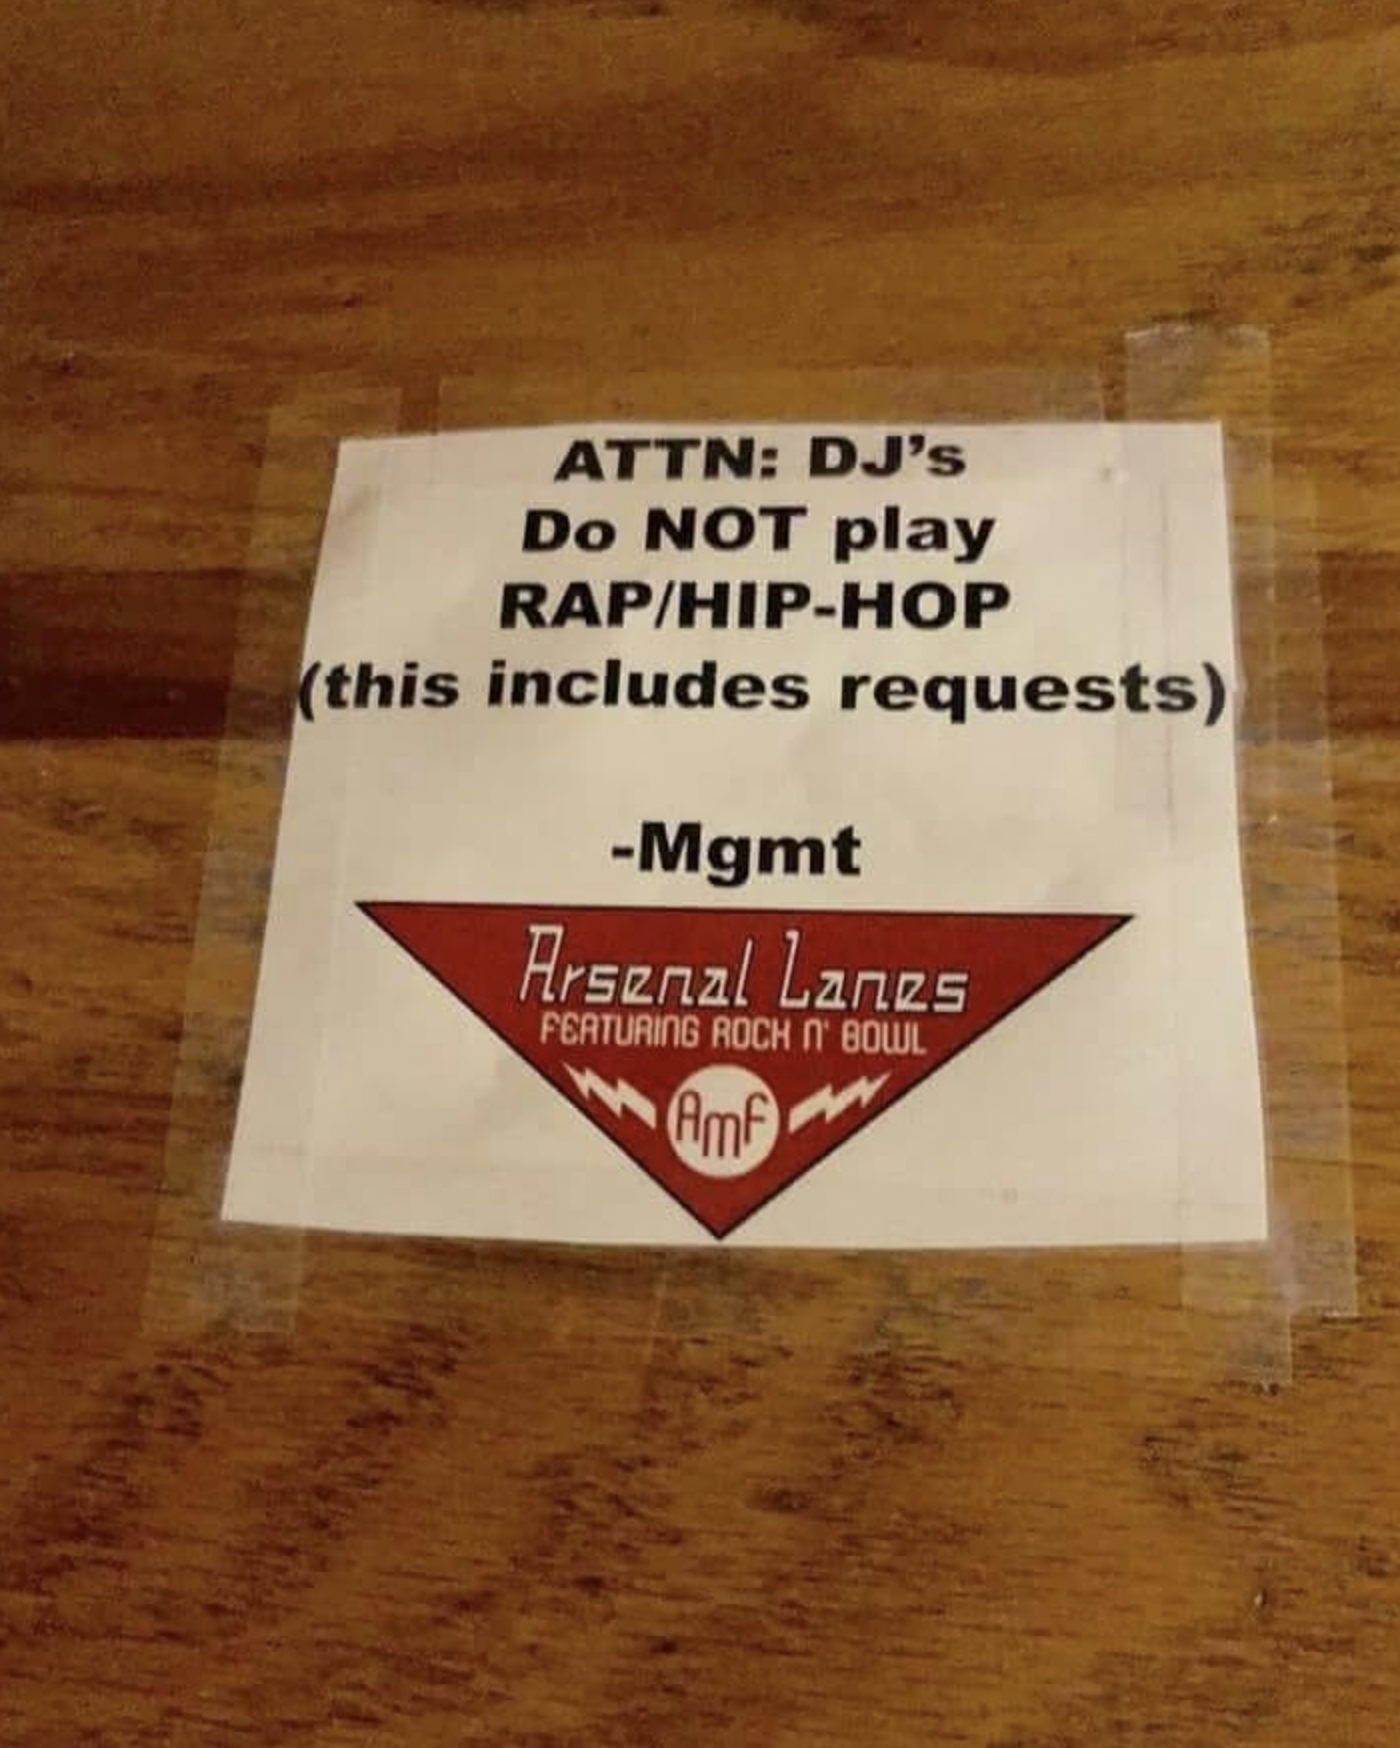 ATTN: DJ’s
Do NOT play
RAP/HIP-HOP
(this includes requests)
-Mgmt
Arsenal Lanes
FEATURING ROCK N' BOWL
AMF